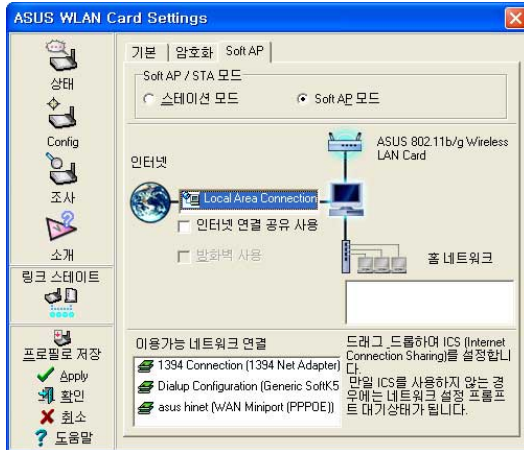 ASUS WLAN Card Settings
상태
Config
조사
소개
링크 스테이트
프로필로 저장
Apply
확인
취소
도움말
기본
암호화
Soft AP
Soft AP / STA 모드
스테이션 모드
Soft AP 모드
인터넷
ASUS 802.11b/g Wireless
LAN Card
Local Area Connection
인터넷 연결 공유 사용
방화벽 사용
홈 네트워크
이용가능 네트워크 연결
1394 Connection (1394 Net Adapter)
Dialup Configuration (Generic SoftK5
asus hinet (WAN Miniport (PPPOE))
드래그 드롭하며 ICS (Internet
Connection Sharing)를 설정합니
다.
만일 ICS를 사용하지 않는 경
우에는 네트워크 설정 프롬프
트 대기상태가 됩니다.